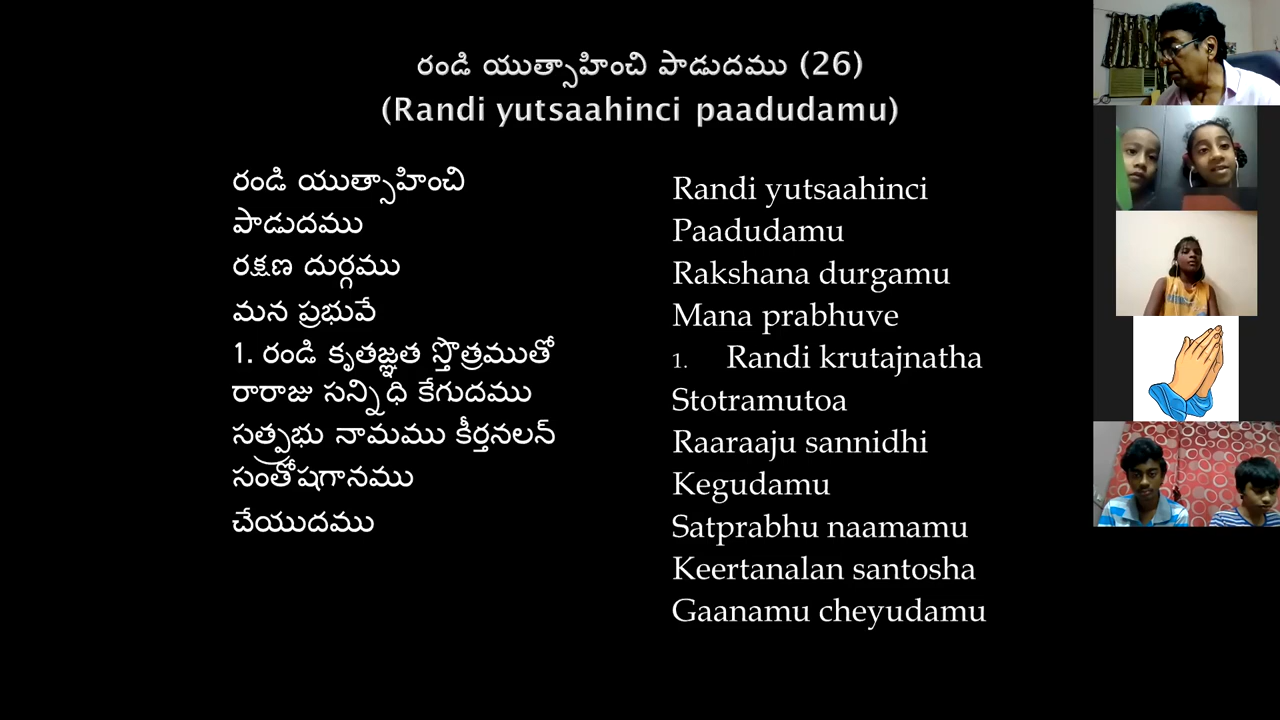 రండి యుత్సాహించి పాడుదము (26)
(Randi yutsaahinci paadudamu)
రండి యుత్సాహించి
పాడుదము
రక్షణ దుర్గము
మన ప్రభువే
1. రండి కృతజ్ఞత స్తొత్రముతో
రారాజు సన్నిధి కేగుదము
సత్ప్రభు నామము కీర్తనలన్
సంతోషగానము
చేయుదము
Randi yutsaahinci
Paadudamu
Rakshana durgamu
Mana prabhuve
1. Randi krutajnatha
Stotramutoa
Raaraaju sannidhi
Kegudamu
Satprabhu naamamu
Keertanalan santosha
Gaanamu cheyudamu